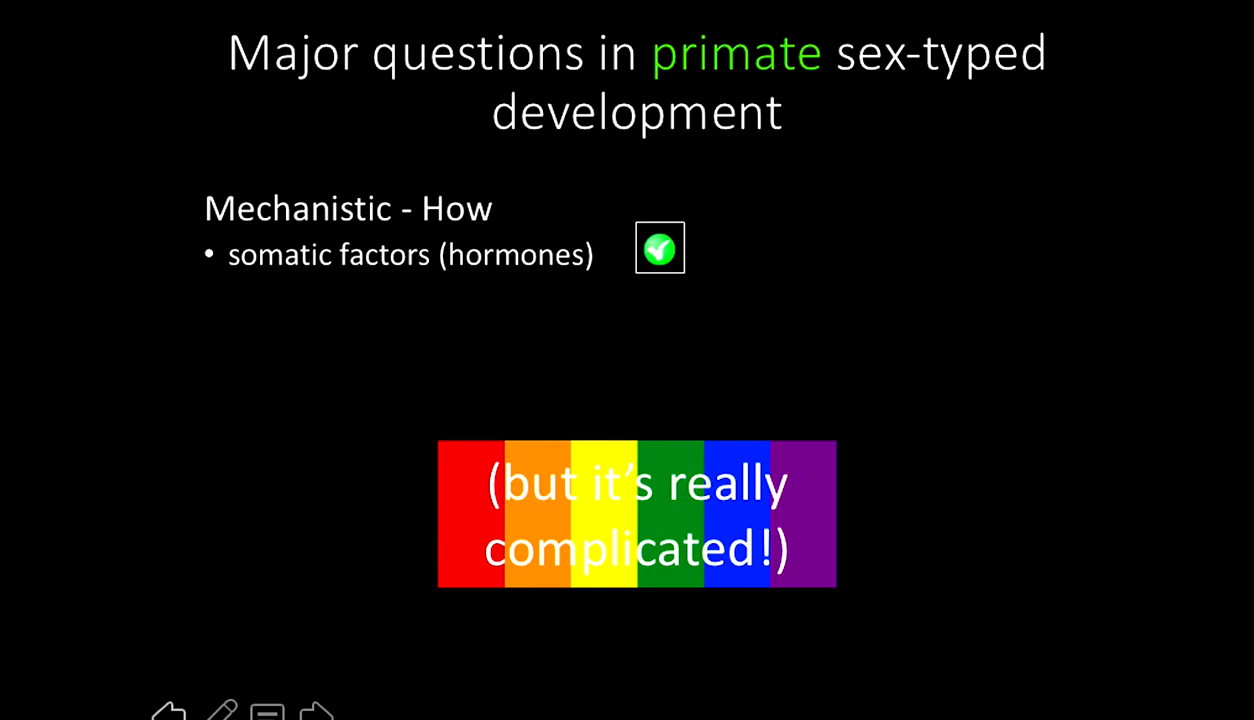 Major questions in primate sex-typed
development
Mechanistic - How
• somatic factors (hormones)
(but it's really
complicated!)